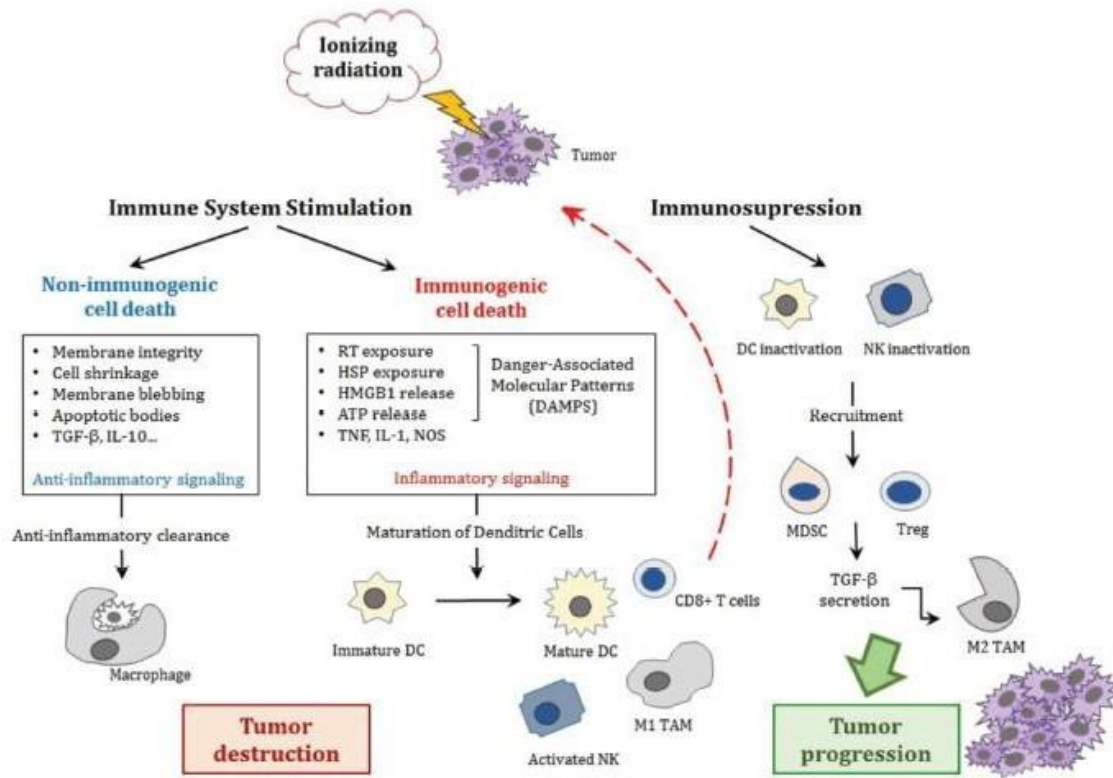 Ionizing
radiation
Tumor
Immune System Stimulation
Immunosupression
Non-immunogenic
cell death
• Membrane integrity
• Cell shrinkage
• Membrane blebbing
• Apoptotic bodies
• TGF-β, IL-10...
Anti-inflammatory signaling
Anti-inflammatory clearance
Macrophage
Immunogenic
cell death
• RT exposure
• HSP exposure
• HMGB1 release
• ATP release
• TNF, IL-1, NOS
Danger-Associated
Molecular Patterns
(DAMPS)
Inflammatory signaling
Maturation of Denditric Cells
Immature DC
Mature DC
CD8+ T cells
M1 TAM
Activated NK
Tumor
destruction
DC inactivation
NK inactivation
Recruitment
MDSC
Treg
TGF-β
secretion
M2 TAM
Tumor
progression